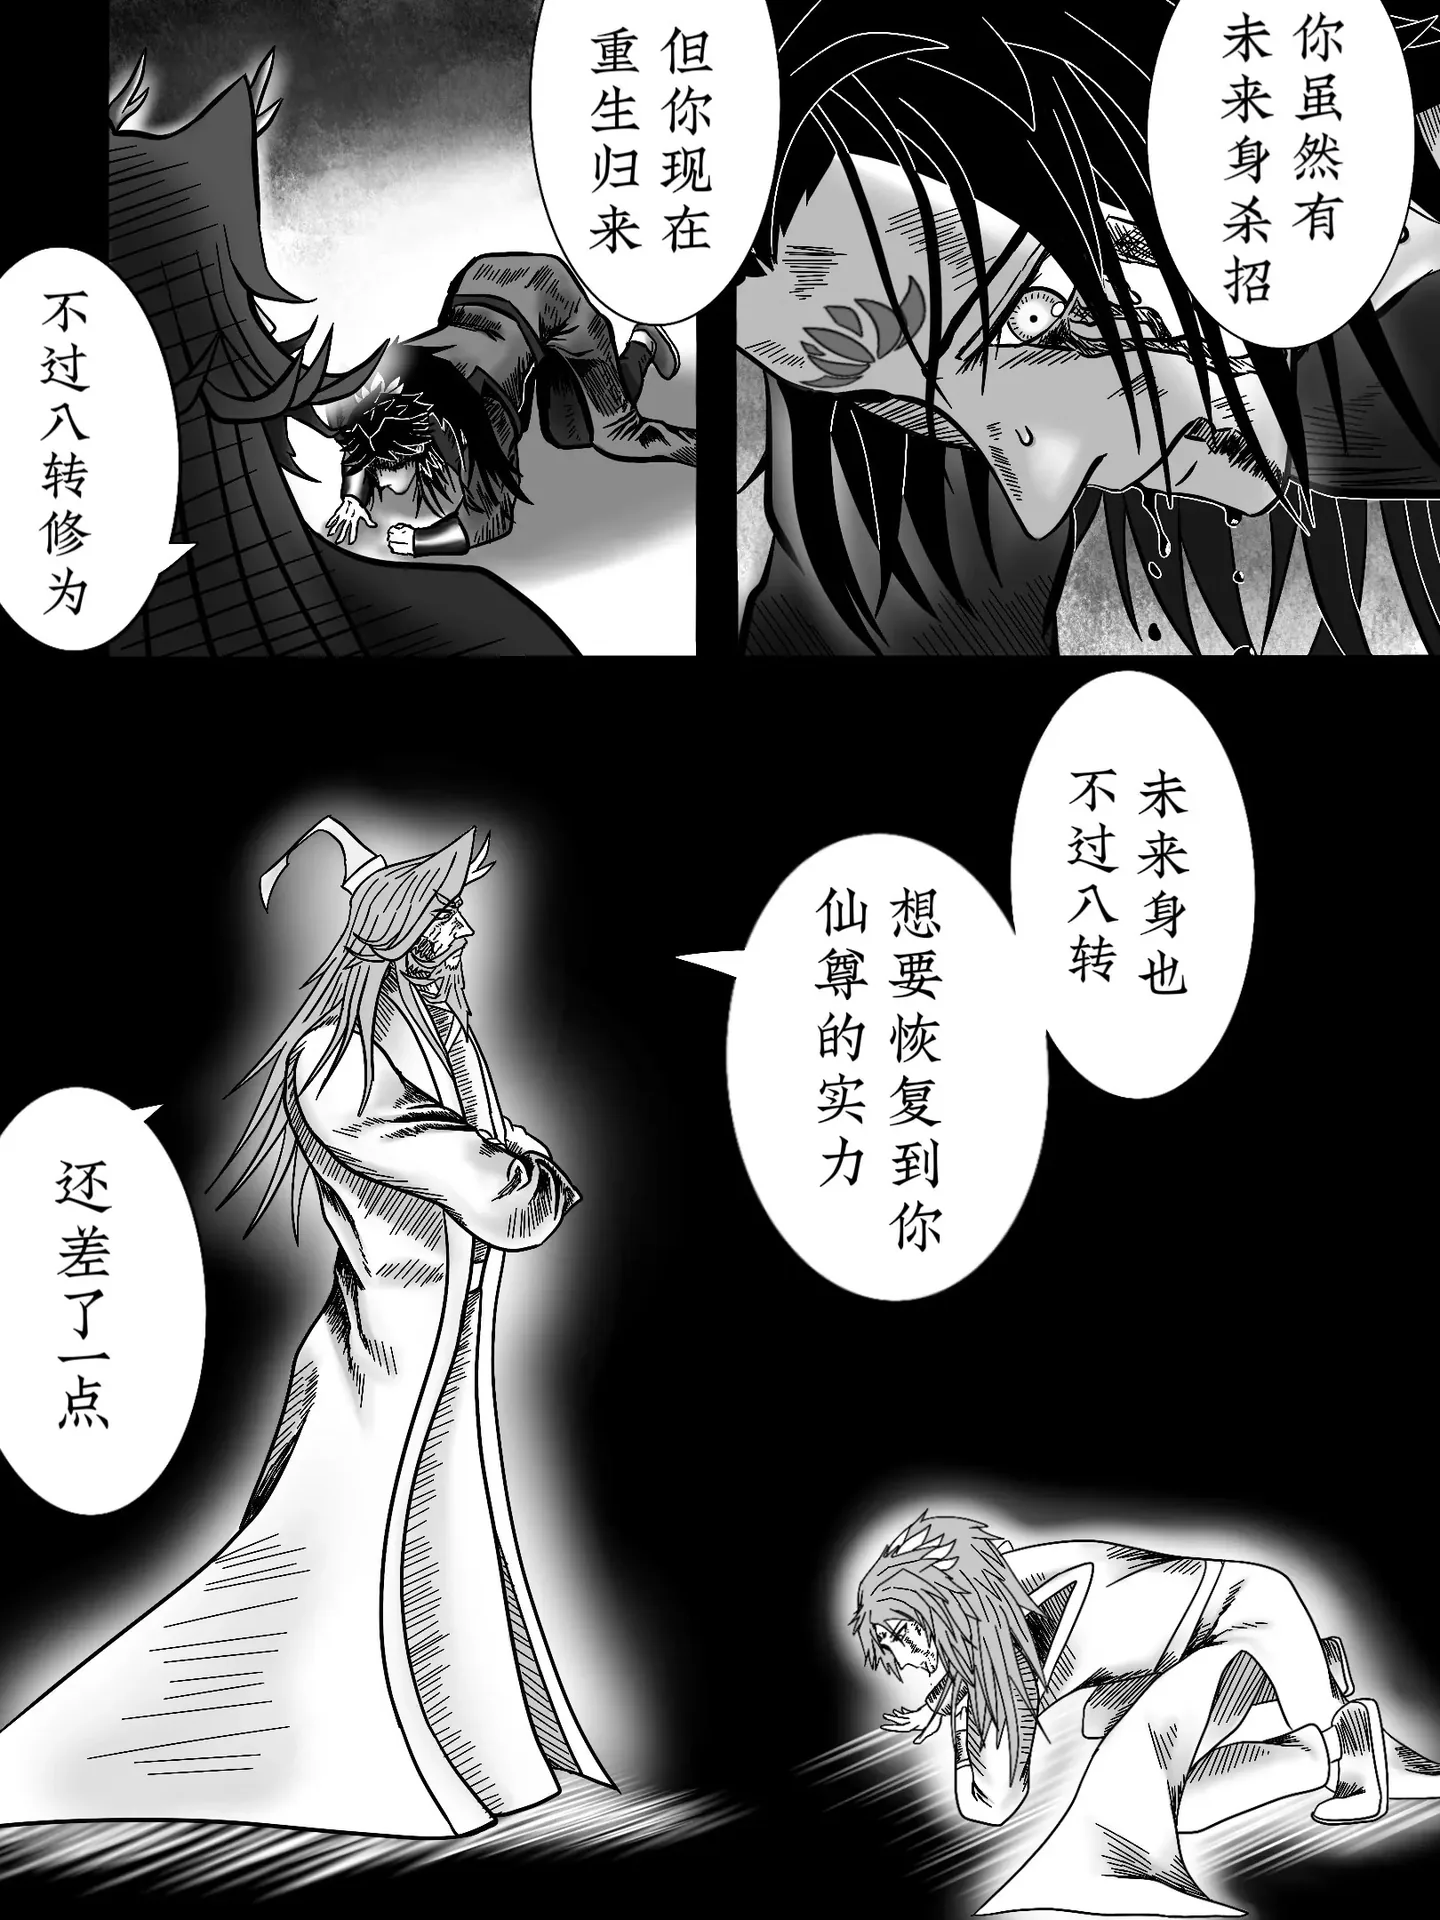 你虽然有
未来身杀招
但你现在
重生归来
不过八转修为
未来身也
不过八转
想要恢复到你
仙尊的实力
还差了一点